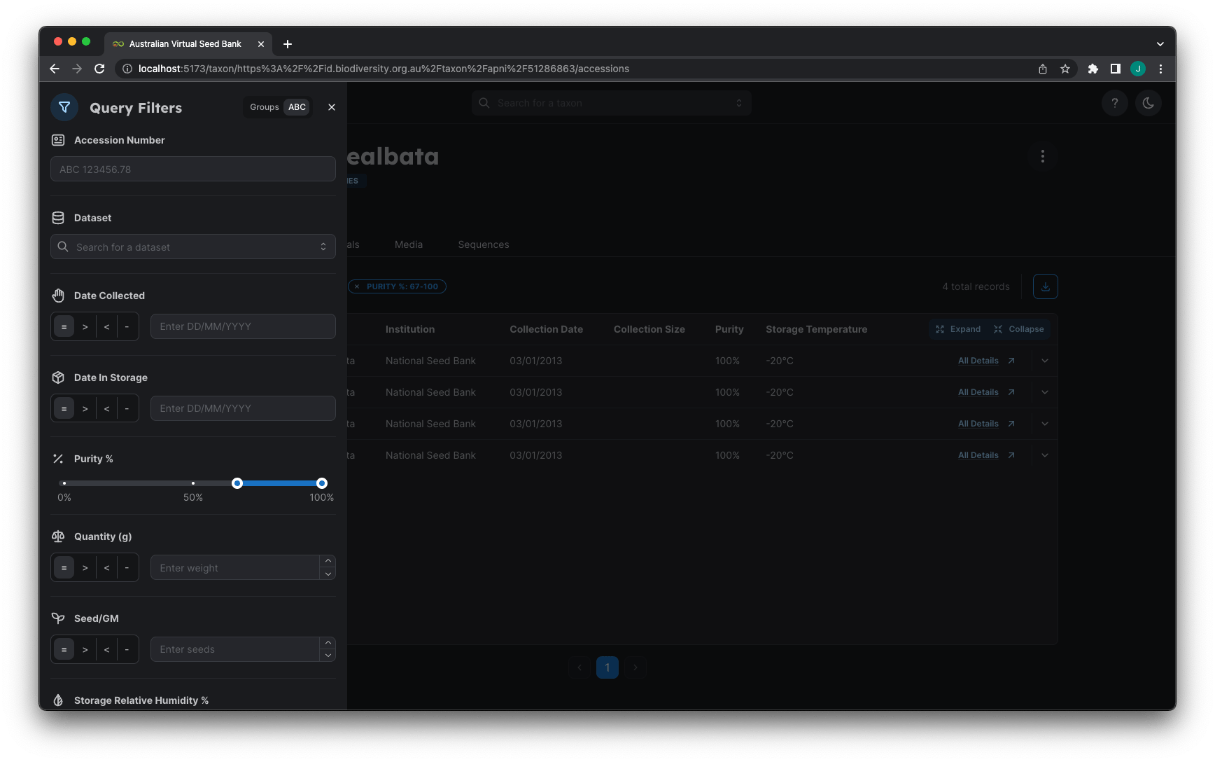 Australian Virtual Seed Bank
localhost:5173/taxon/https%3A%2F%2Fid.biodiversity.org.au%2Ftaxon%2Fapni%2F51286863/accessions
J
Query Filters
Groups ABC
Search for a taxon
?
Accession Number
ABC 123456.78
ealbata
IES
Dataset
Search for a dataset
als Media Sequences
Date Collected
= > < -
Enter DD/MM/YYYY
× PURITY %: 67-100
4 total records
Date In Storage
= > < -
Enter DD/MM/YYYY
Institution Collection Date Collection Size Purity Storage Temperature Expand Collapse
ta National Seed Bank 03/01/2013 100% -20°C All Details
ta National Seed Bank 03/01/2013 100% -20°C All Details
ta National Seed Bank 03/01/2013 100% -20°C All Details
ta National Seed Bank 03/01/2013 100% -20°C All Details
Purity %
0% 50% 100%
Quantity (g)
= > < -
Enter weight
Seed/GM
= > < -
Enter seeds
1
Storage Relative Humidity %